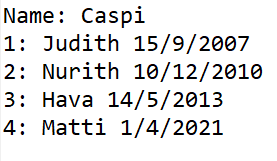 Name: Caspi
1: Judith 15/9/2007
2: Nurith 10/12/2010
3: Hava 14/5/2013
4: Matti 1/4/2021